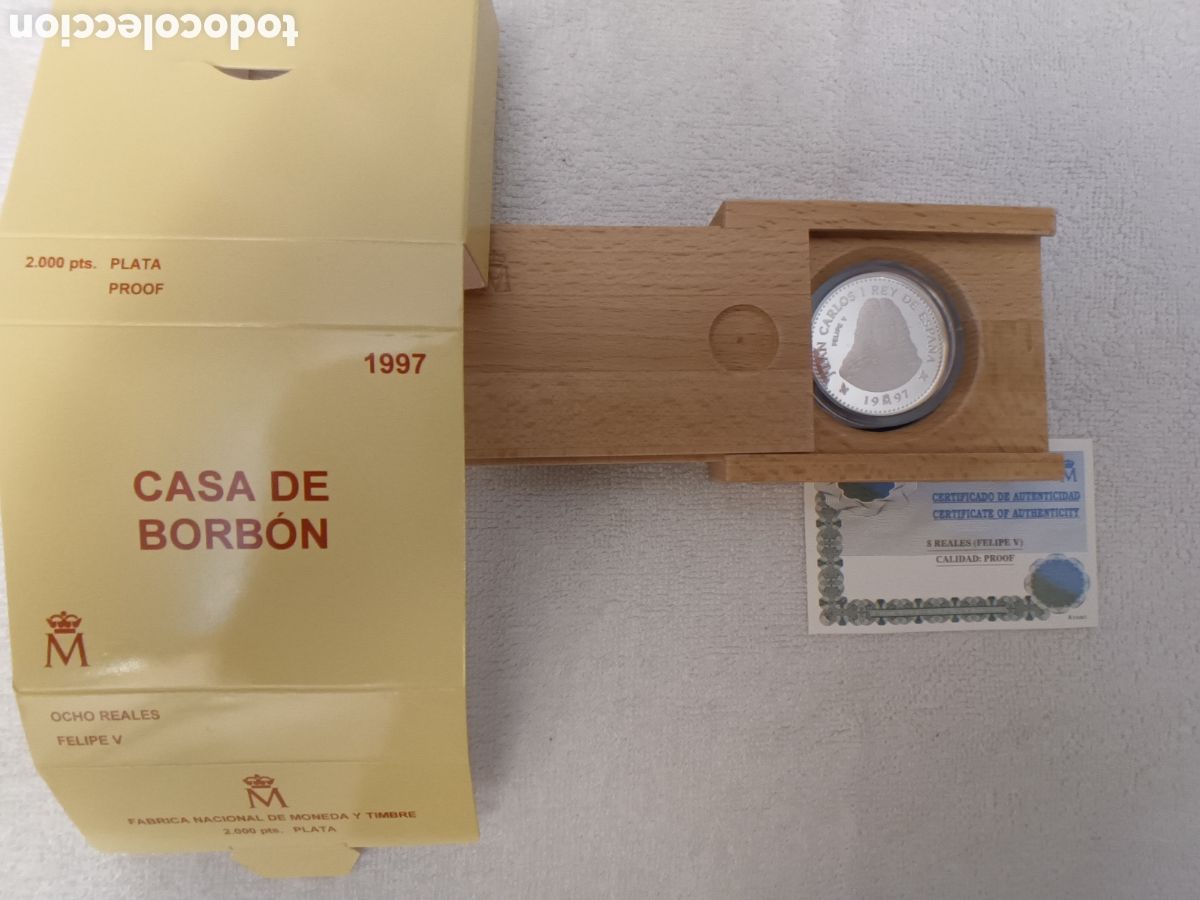 todocoleccion
2.000 pts. PLATA
PROOF
1997
CASA DE
BORBÓN
M
OCHO REALES
FELIPE V
M
FABRICA NACIONAL DE MONEDA Y TIMBRE
2.000 pts. PLATA
JUAN CARLOS I REY DE ESPAÑA
FELIPE V
19 M 97
M
CERTIFICADO DE AUTENTICIDAD
CERTIFICATE OF AUTHENTICITY
8 REALES (FELIPE V)
CALIDAD: PROOF